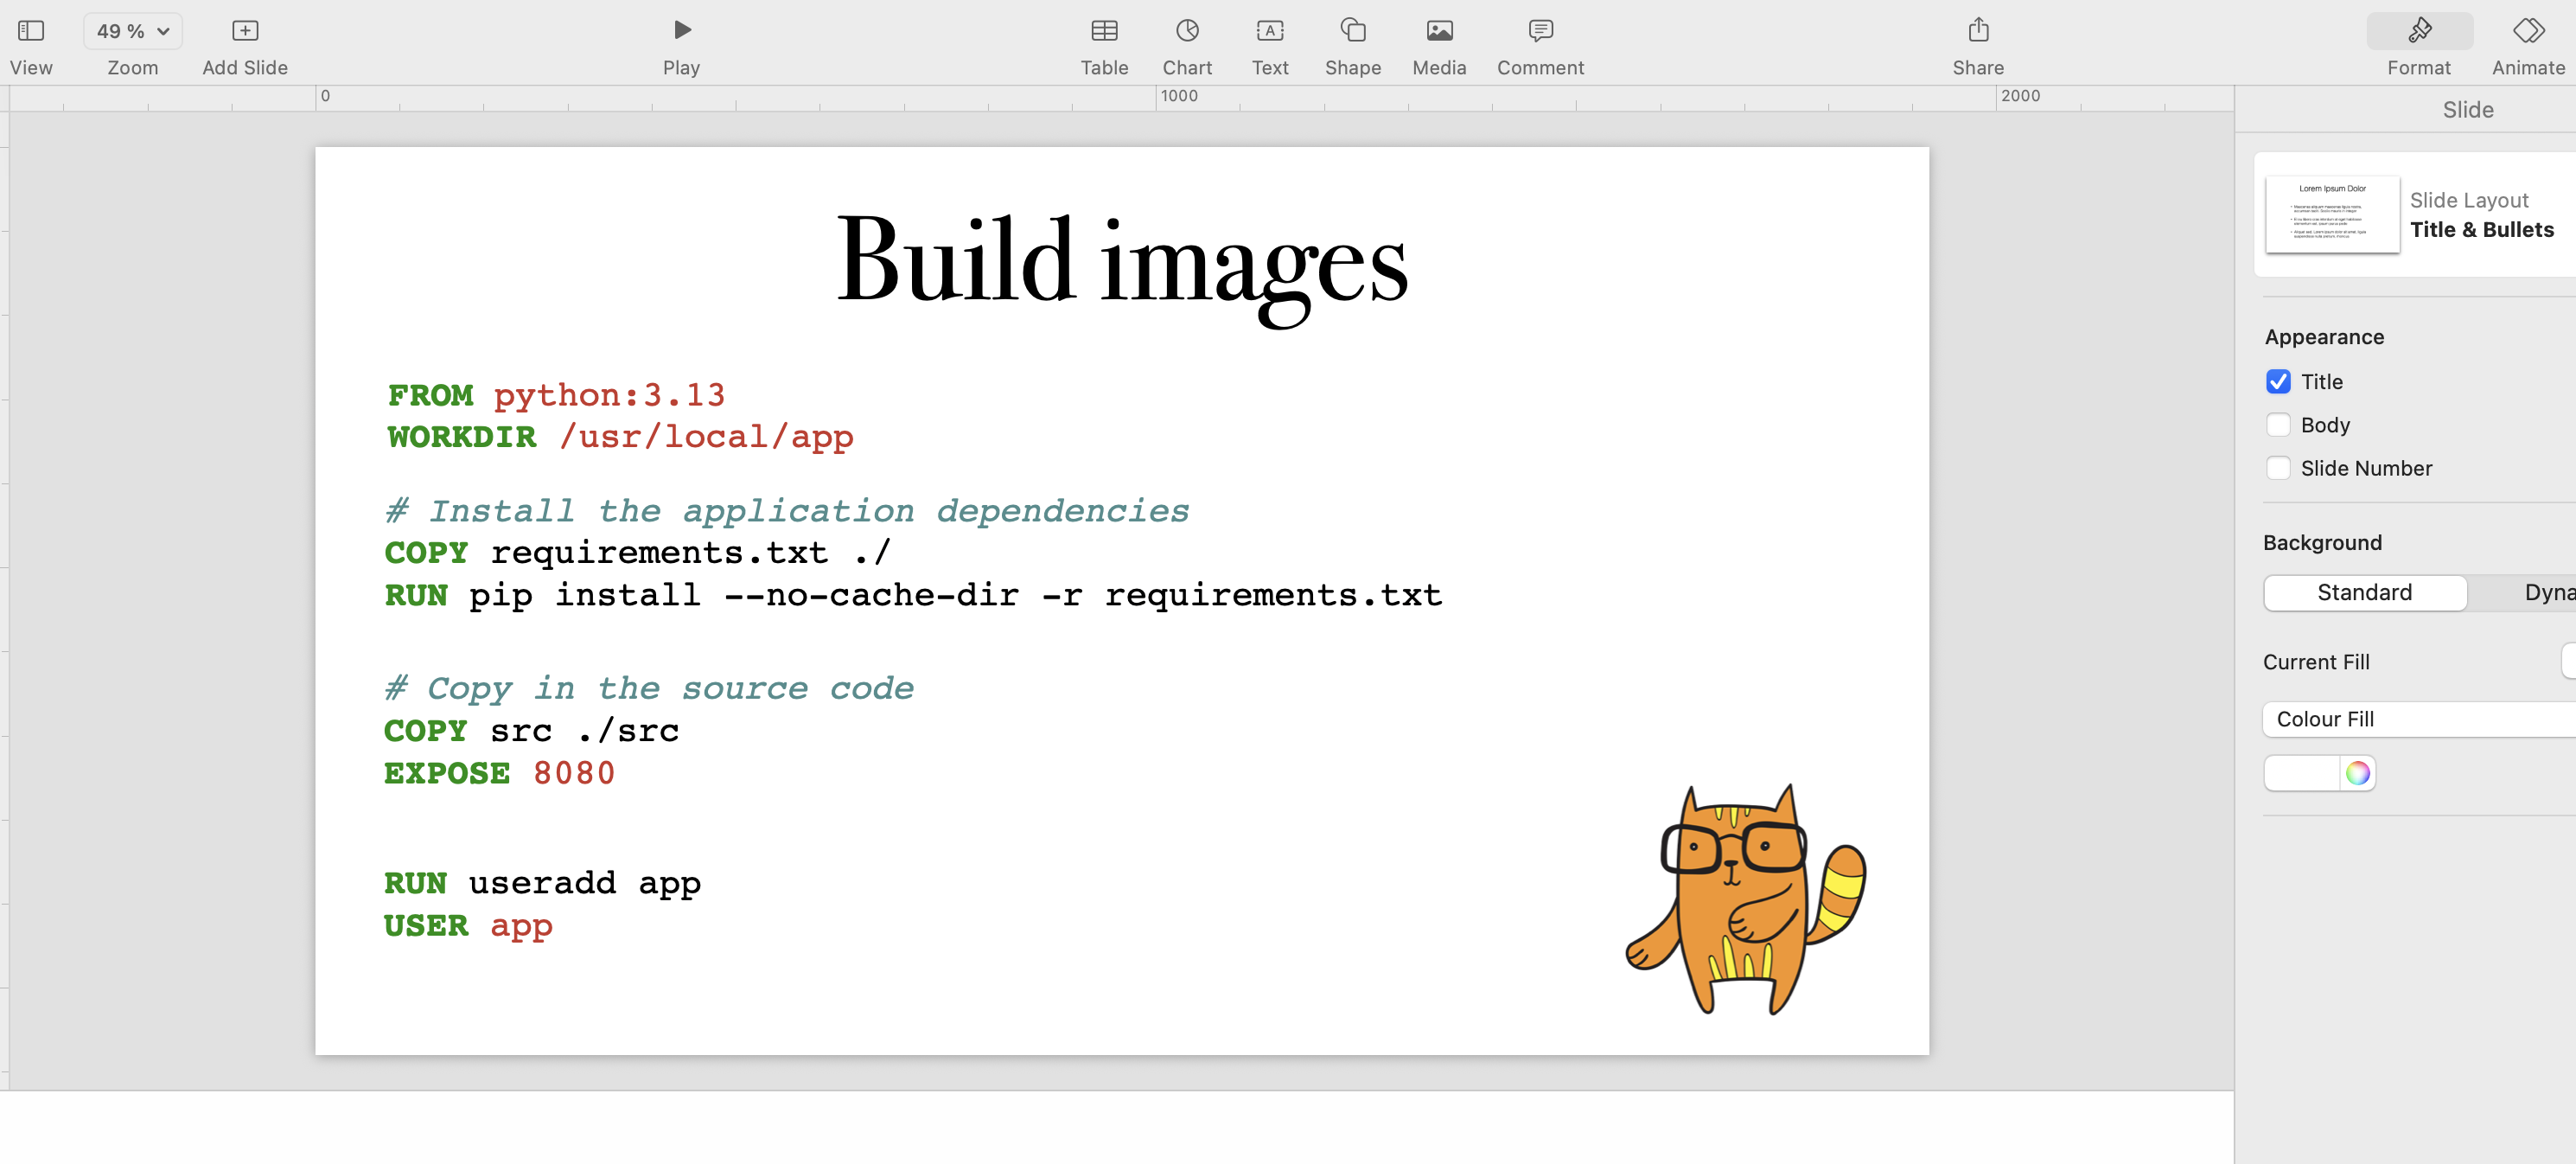 49 %
View
Zoom
Add Slide
Play
Table
Chart
Text
Shape
Media
Comment
Share
Format
Animate
0
1000
2000
Slide
Build images
FROM python:3.13
WORKDIR /usr/local/app
# Install the application dependencies
COPY requirements.txt ./
RUN pip install --no-cache-dir -r requirements.txt
# Copy in the source code
COPY src ./src
EXPOSE 8080
RUN useradd app
USER app
Lorem Ipsum Dolor
Slide Layout
Title & Bullets
Appearance
Title
Body
Slide Number
Background
Standard
Dyna
Current Fill
Colour Fill